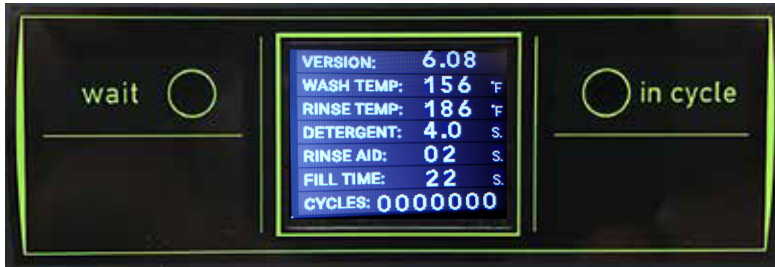 wait
VERSION: 6.08
WASH TEMP: 156 °F
RINSE TEMP: 186 °F
DETERGENT: 4.0 S.
RINSE AID: 02 S.
FILL TIME: 22 S.
CYCLES: 0000000
in cycle